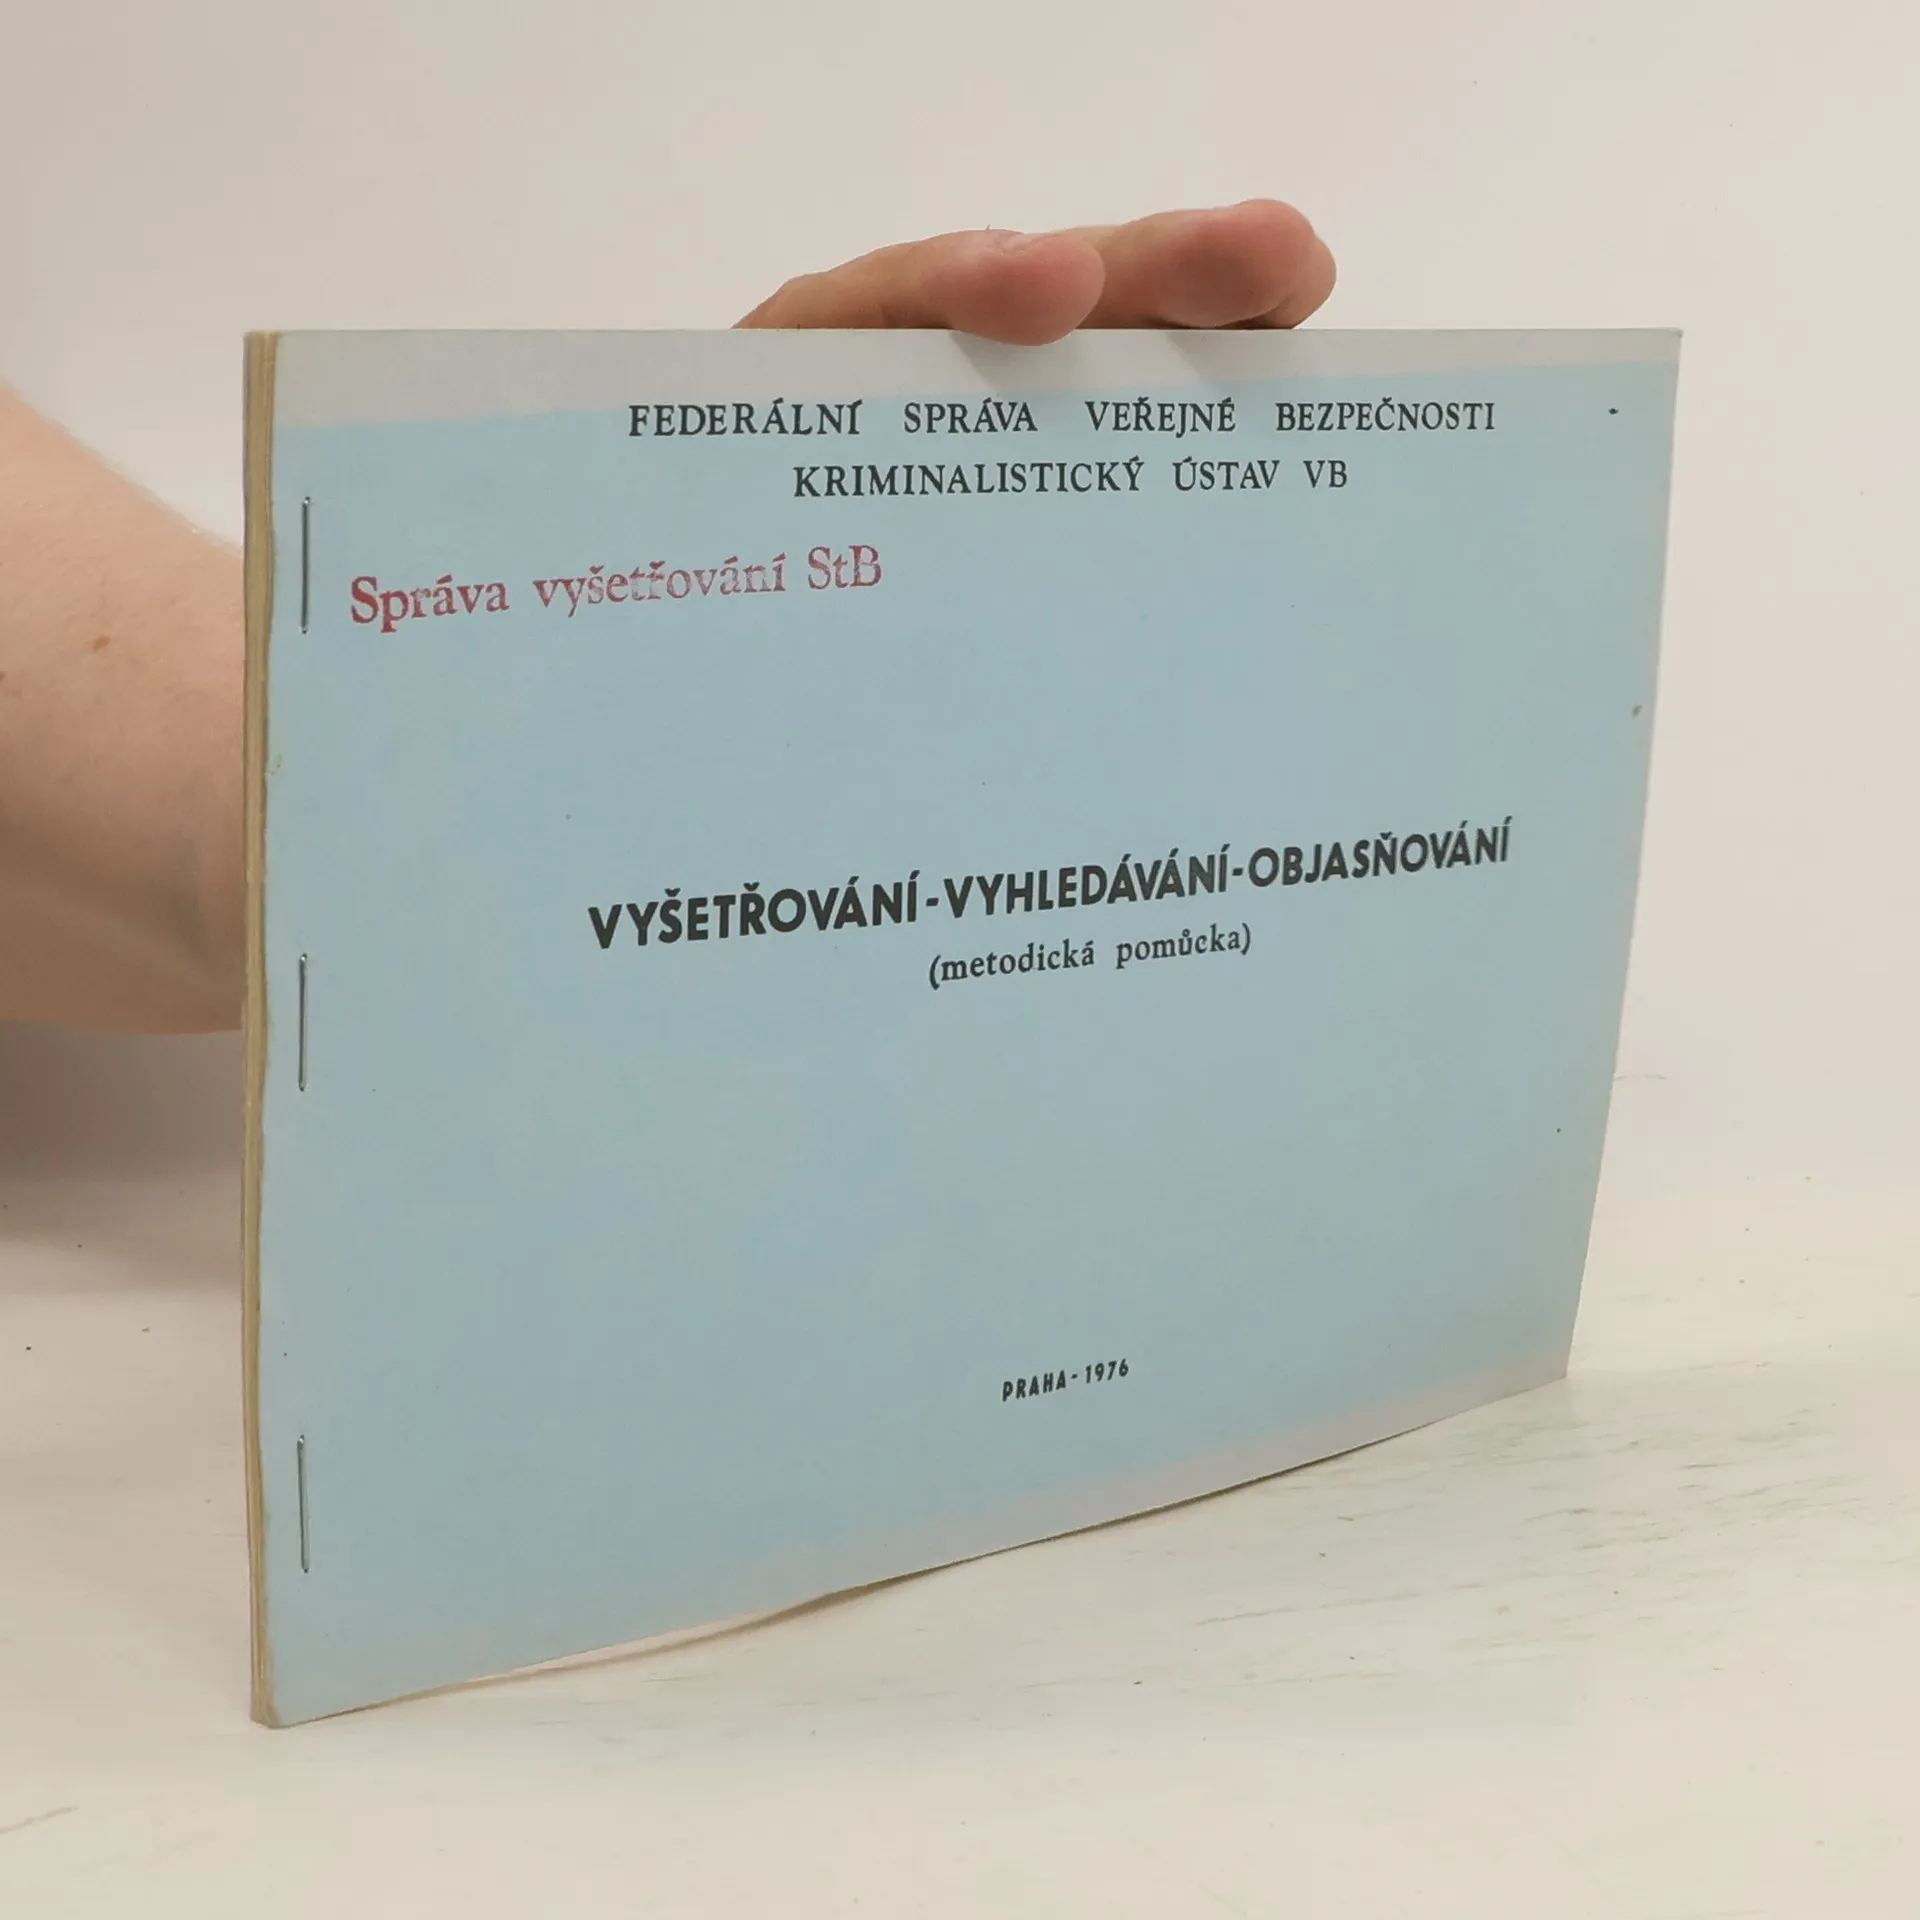 FEDERÁLNÍ SPRÁVA VEŘEJNÉ BEZPEČNOSTI
KRIMINALISTICKÝ ÚSTAV VB
Správa vyšetřování StB
VYŠETŘOVÁNÍ-VYHLEDÁVÁNÍ-OBJASŇOVÁNÍ
(metodická pomůcka)
PRAHA-1976